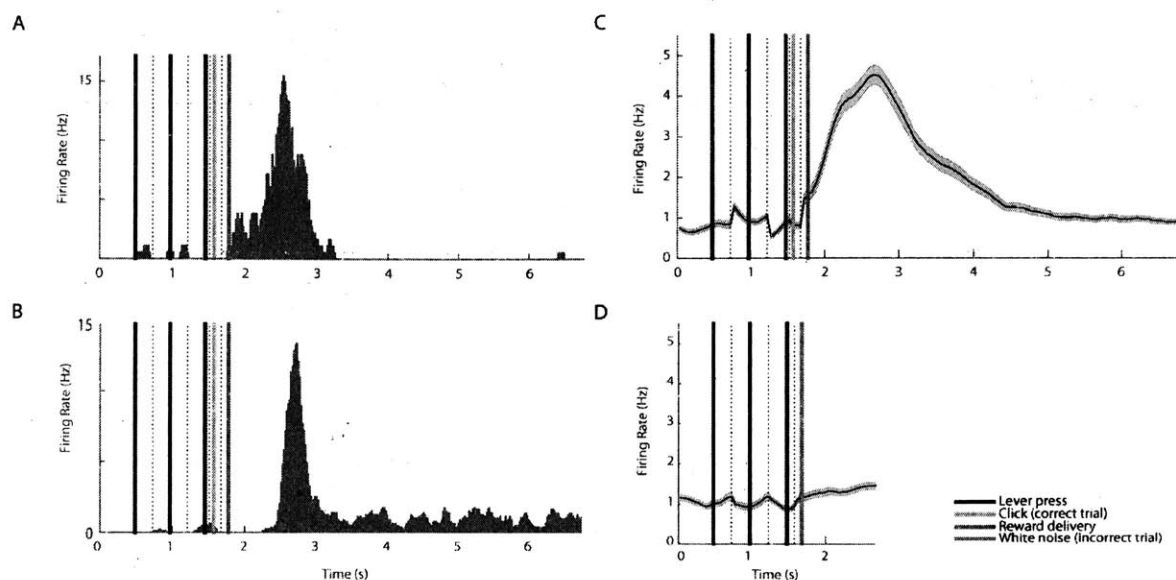 A
Firing Rate (Hz)
15
0 1 2 3 4 5 6
B
Firing Rate (Hz)
15
0
0 1 2 3 4 5 6
Time (s)
C
Firing Rate (Hz)
5
4
3
2
1
0
0 1 2 3 4 5 6
D
Firing Rate (Hz)
5
4
3
2
1
0
0 1 2
Time (s)
Lever press
Click (correct trial)
Reward delivery
White noise (incorrect trial)